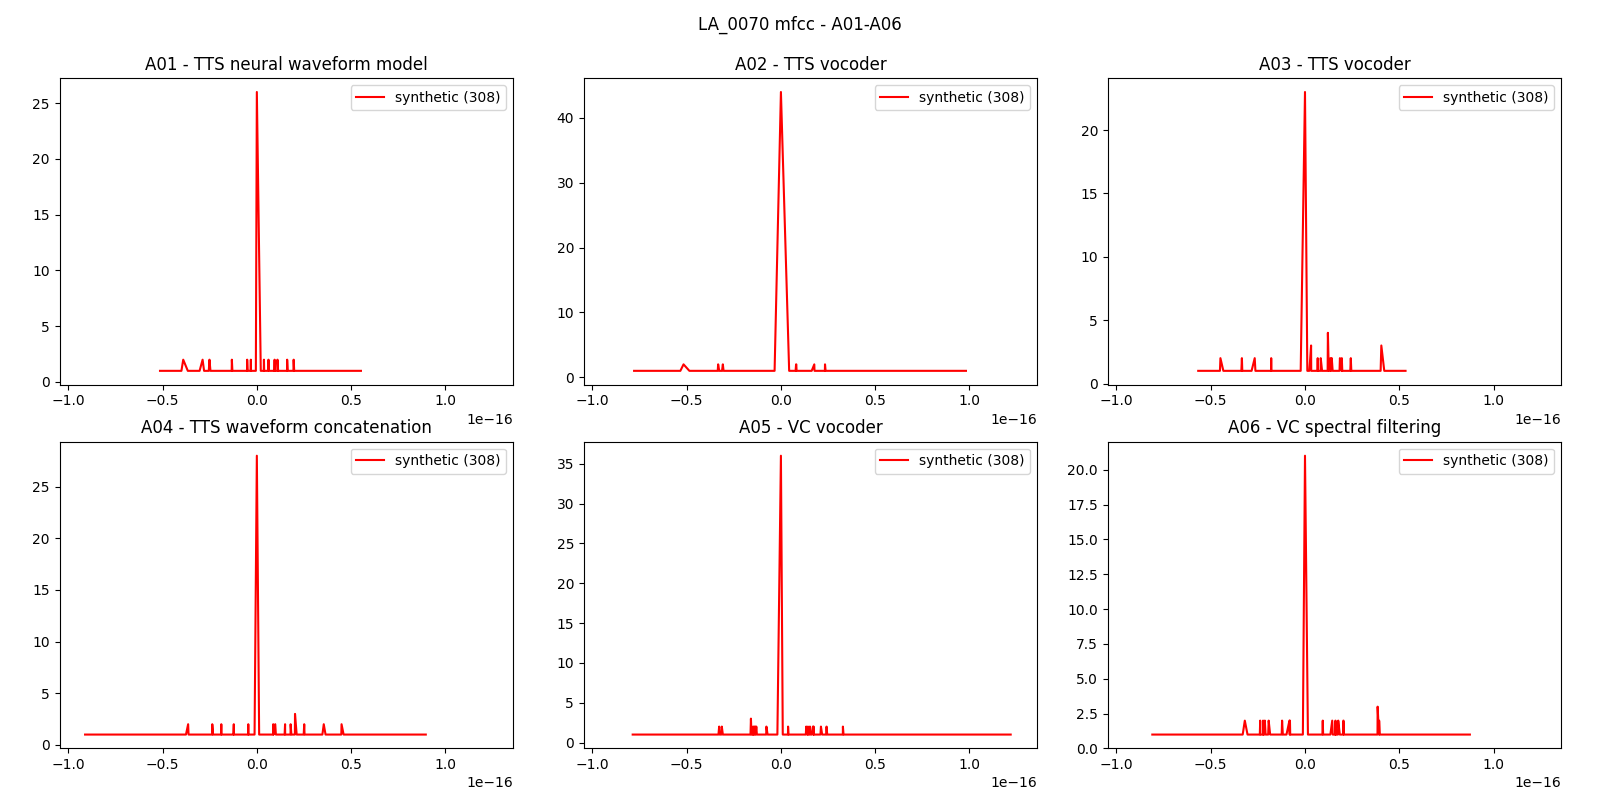 LA_0070 mfcc - A01-A06
A01 - TTS neural waveform model
synthetic (308)
25
20
15
10
5
0
−1.0 −0.5 0.0 0.5 1.0
1e−16
A02 - TTS vocoder
synthetic (308)
40
30
20
10
0
−1.0 −0.5 0.0 0.5 1.0
1e−16
A03 - TTS vocoder
synthetic (308)
20
15
10
5
0
−1.0 −0.5 0.0 0.5 1.0
1e−16
A04 - TTS waveform concatenation
synthetic (308)
25
20
15
10
5
0
−1.0 −0.5 0.0 0.5 1.0
1e−16
A05 - VC vocoder
synthetic (308)
35
30
25
20
15
10
5
0
−1.0 −0.5 0.0 0.5 1.0
1e−16
A06 - VC spectral filtering
synthetic (308)
20.0
17.5
15.0
12.5
10.0
7.5
5.0
2.5
0.0
−1.0 −0.5 0.0 0.5 1.0
1e−16